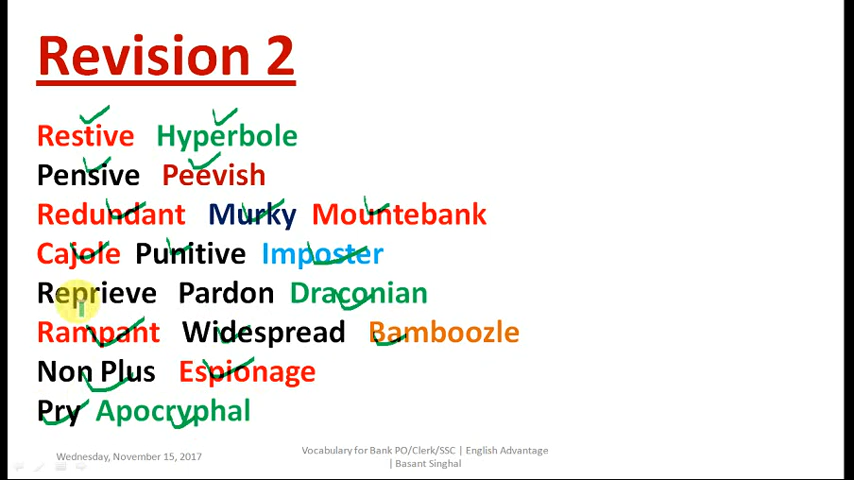 Revision 2
Restive Hyperbole
Pensive Peevish
Redundant Murky Mountebank
Cajole Punitive Imposter
Reprieve Pardon Draconian
Rampant Widespread Bamboozle
Non Plus Espionage
Pry Apocryphal
Wednesday, November 15, 2017
Vocabulary for Bank PO/Clerk/SSC | English Advantage
| Basant Singhal